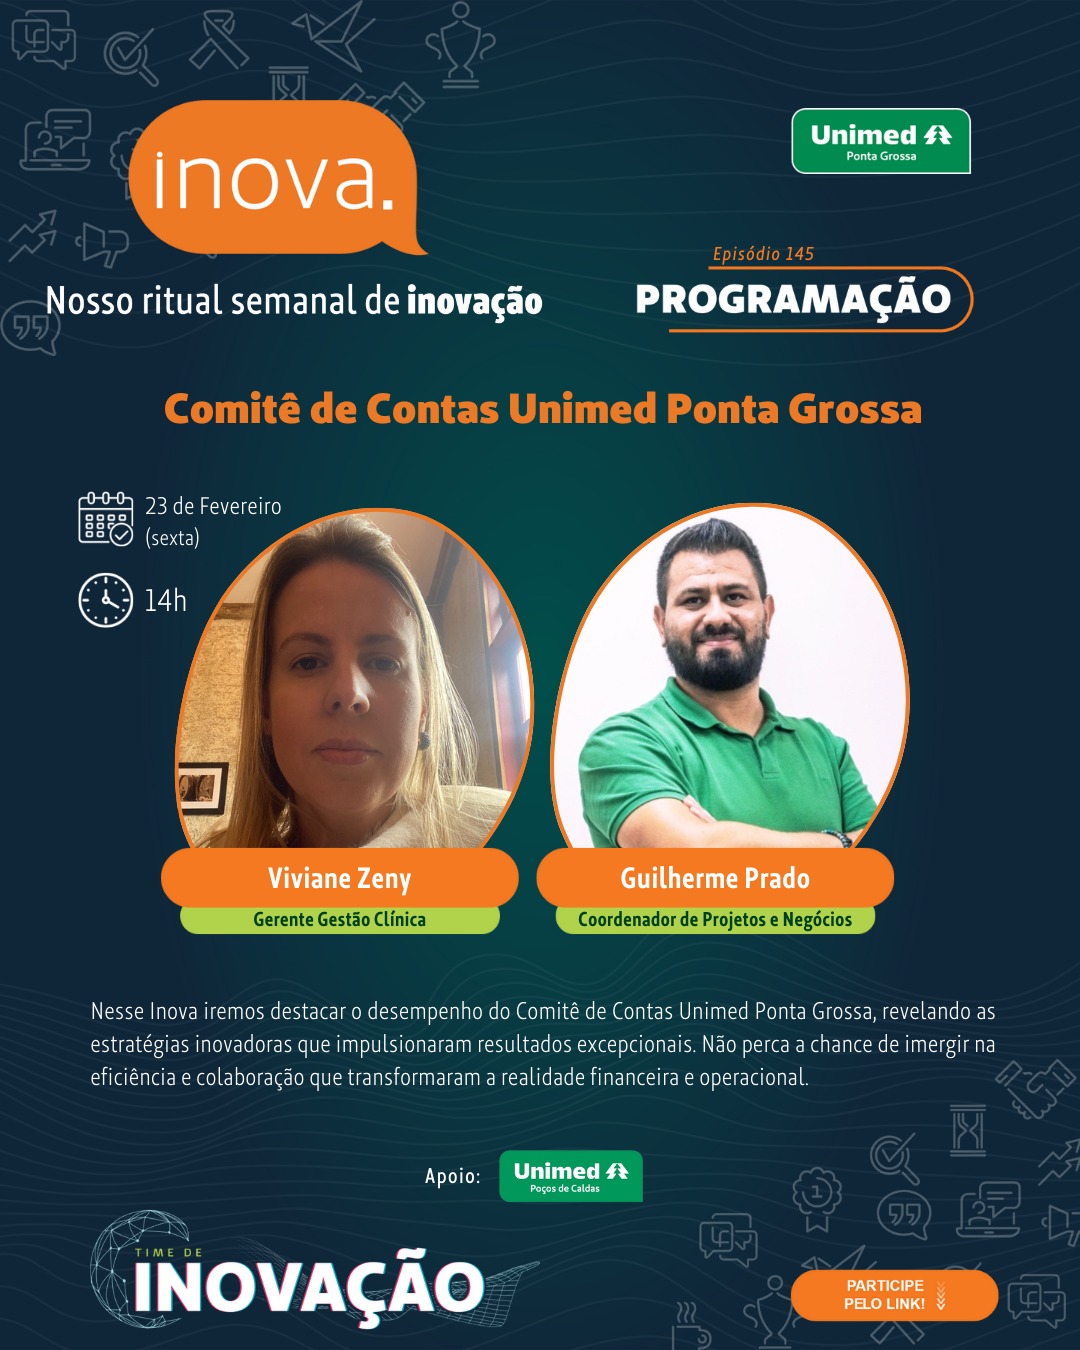 inova.
Unimed
Ponta Grossa
Nosso ritual semanal de inovação
Episódio 145
PROGRAMAÇÃO
Comitê de Contas Unimed Ponta Grossa
23 de Fevereiro
(sexta)
14h
Viviane Zeny
Gerente Gestão Clínica
Guilherme Prado
Coordenador de Projetos e Negócios
Nesse Inova iremos destacar o desempenho do Comitê de Contas Unimed Ponta Grossa, revelando as
estratégias inovadoras que impulsionaram resultados excepcionais. Não perca a chance de imergir na
eficiência e colaboração que transformaram a realidade financeira e operacional.
Apoio:
Unimed
Poços de Caldas
TIME DE
INOVAÇÃO
1
PARTICIPE
PELO LINK!